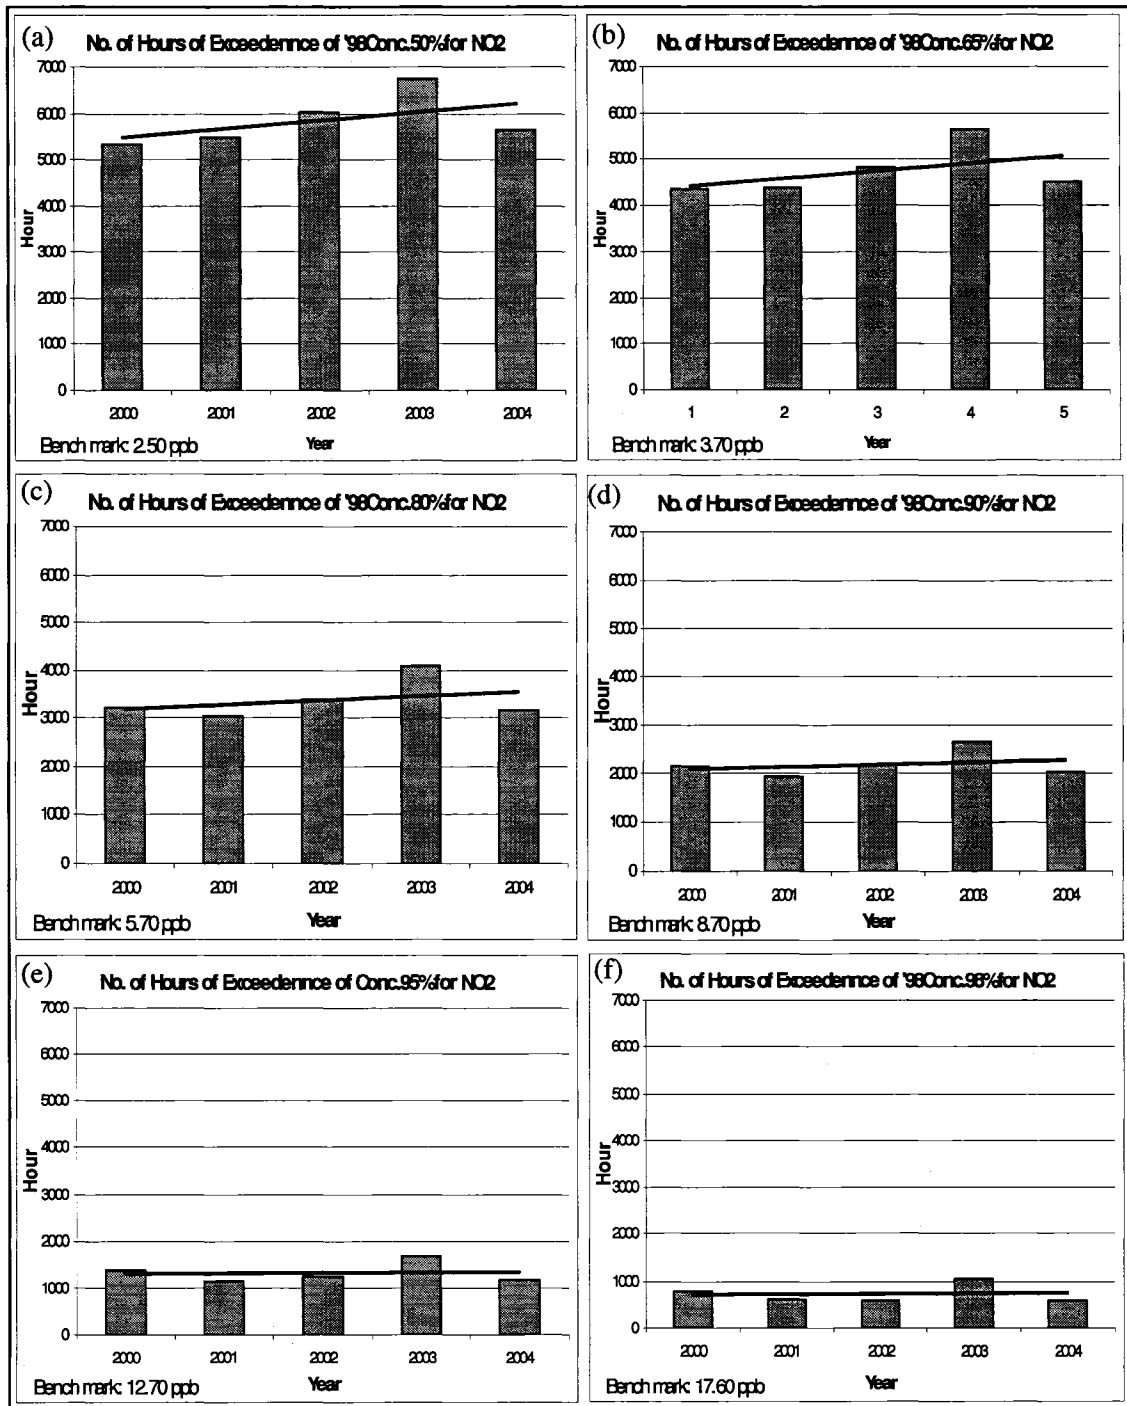 (a)
No. of Hours of Exceedennce of '98Conc.50%for NO2
7000
6000
5000
4000
3000
2000
1000
0
Hour
2000 2001 2002 2003 2004
Bench mark: 2.50 ppb
Year
(b)
No. of Hours of Exceedennce of '98Conc.65%for NO2
7000
6000
5000
4000
3000
2000
1000
0
Hour
1 2 3 4 5
Bench mark: 3.70 ppb
Year
(c)
No. of Hours of Exceedennce of '98Conc.80%for NO2
7000
6000
5000
4000
3000
2000
1000
0
Hour
2000 2001 2002 2003 2004
Bench mark: 5.70 ppb
Year
(d)
No. of Hours of Exceedennce of '98Conc.90%for NO2
7000
6000
5000
4000
3000
2000
1000
0
Hour
2000 2001 2002 2003 2004
Bench mark: 8.70 ppb
Year
(e)
No. of Hours of Exceedennce of Conc.95%for NO2
7000
6000
5000
4000
3000
2000
1000
0
Hour
2000 2001 2002 2003 2004
Bench mark: 12.70 ppb
Year
(f)
No. of Hours of Exceedennce of '98Conc.98%for NO2
7000
6000
5000
4000
3000
2000
1000
0
Hour
2000 2001 2002 2003 2004
Bench mark: 17.60 ppb
Year